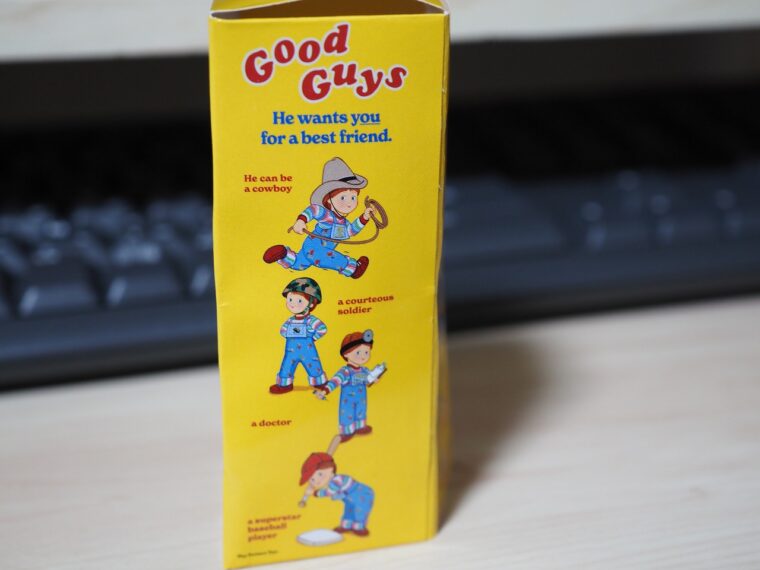 Good
Guys
He wants you
for a best friend.
He can be
a cowboy
a courteous
soldier
a doctor
a superstar
baseball
player